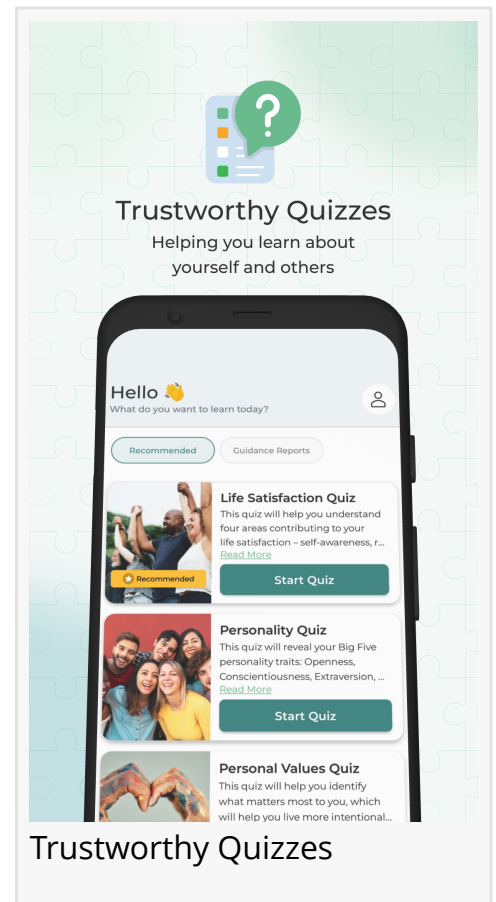 ?
Trustworthy Quizzes
Helping you learn about
yourself and others
Hello 👋
What do you want to learn today?
Recommended
Guidance Reports
Life Satisfaction Quiz
This quiz will help you understand
four areas contributing to your
life satisfaction – self-awareness, r...
Read More
Recommended
Start Quiz
Personality Quiz
This quiz will reveal your Big Five
personality traits: Openness,
Conscientiousness, Extraversion, ...
Read More
Start Quiz
Personal Values Quiz
This quiz will help you identify
what matters most to you, which
will help you live more intentional...
Trustworthy Quizzes